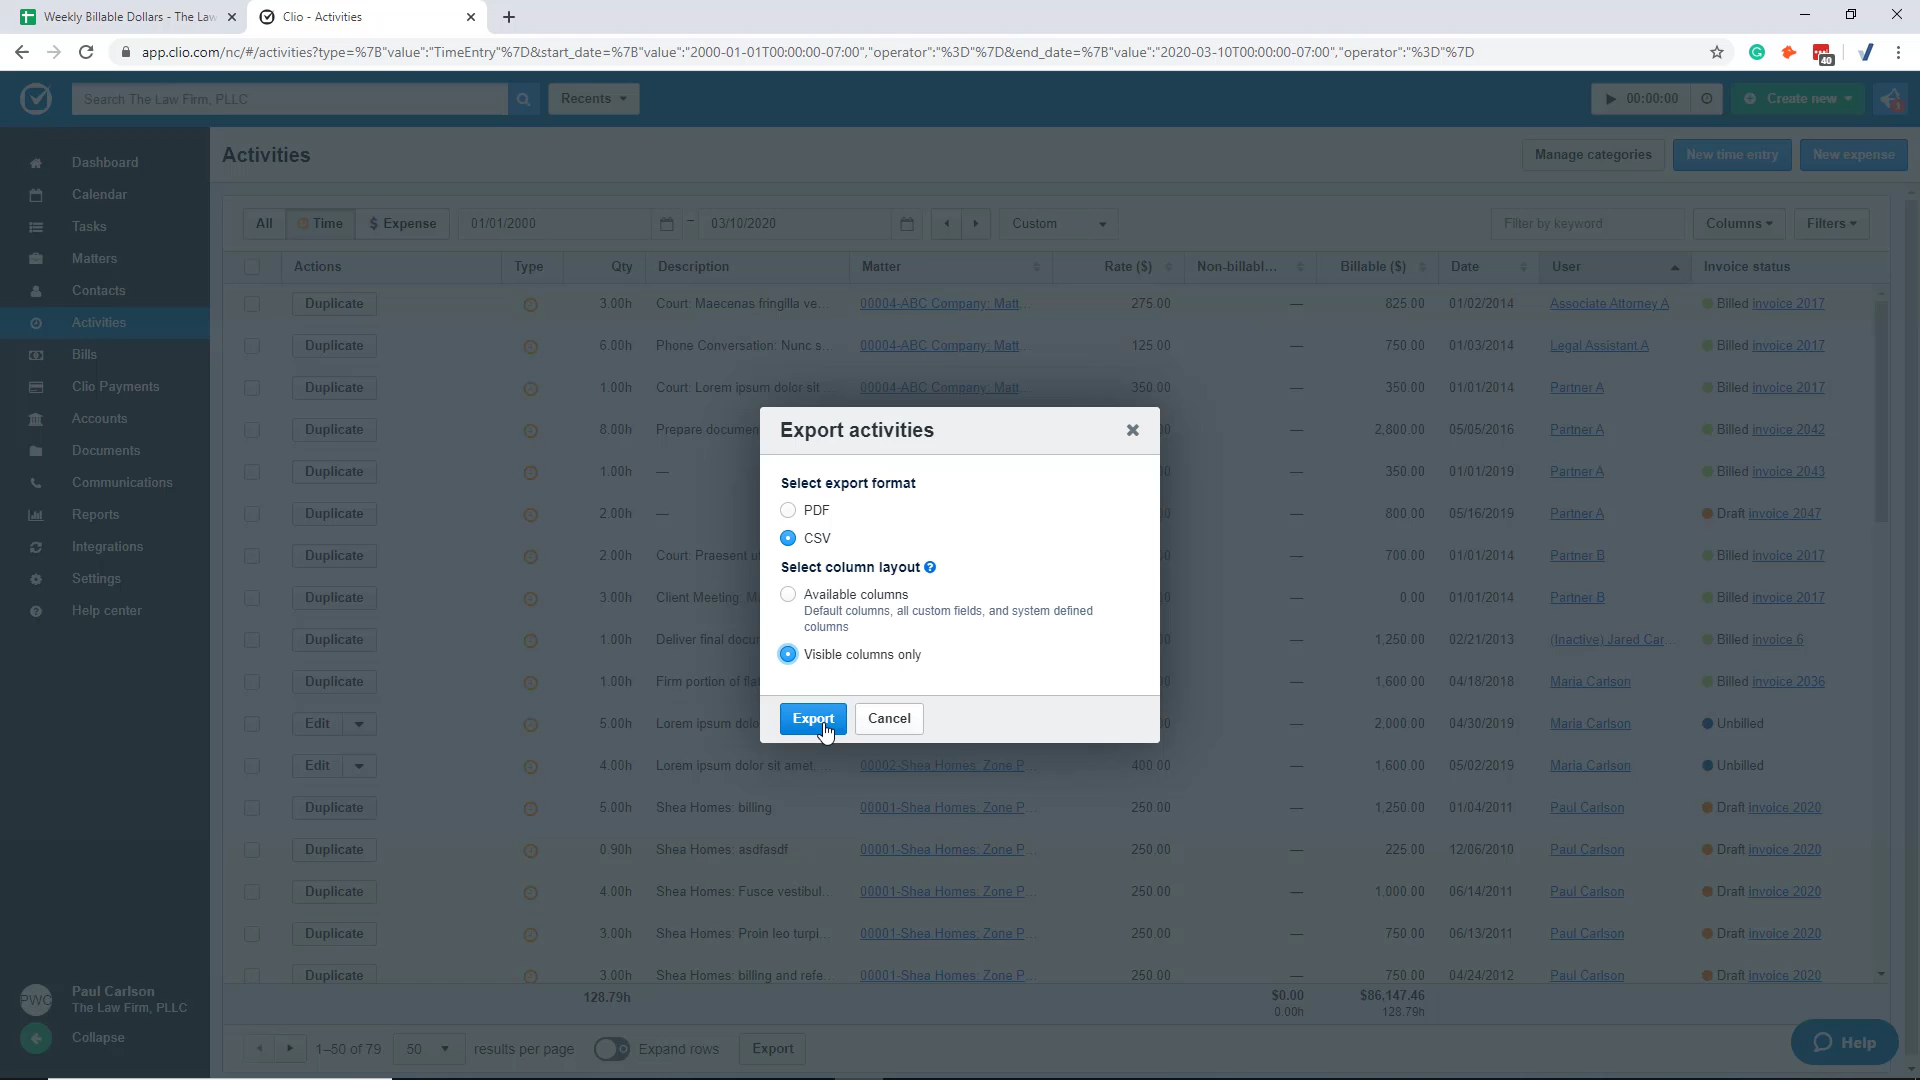 Weekly Billable Dollars - The Law
Clio - Activities
app.clio.com/nc/#/activities?type=%7B"value":"TimeEntry"%7D&start_date=%7B"value":"2000-01-01T00:00:00-07:00","operator":"%3D"%7D&end_date=%7B"value":"2020-03-10T00:00:00-07:00","operator":"%3D"%7D
40
Search The Law Firm, PLLC
Recents
00:00:00
Create new
Dashboard
Calendar
Tasks
Matters
Contacts
Activities
Bills
Clio Payments
Accounts
Documents
Communications
Reports
Integrations
Settings
Help center
PWC
Paul Carlson
The Law Firm, PLLC
Collapse
Activities
Manage categories
New time entry
New expense
All Time $ Expense 01/01/2000 – 03/10/2020 Custom Filter by keyword Columns Filters
Actions Type Qty Description Matter Rate ($) Non-billabl... Billable ($) Date User Invoice status
Duplicate 3.00h Court: Maecenas fringilla ve... 00004-ABC Company: Matt... 275.00 — 825.00 01/02/2014 Associate Attorney A Billed invoice 2017
Duplicate 6.00h Phone Conversation: Nunc s... 00004-ABC Company: Matt... 125.00 — 750.00 01/03/2014 Legal Assistant A Billed invoice 2017
Duplicate 1.00h Court: Lorem ipsum dolor sit ... 00004-ABC Company: Matt... 350.00 — 350.00 01/01/2014 Partner A Billed invoice 2017
Duplicate 8.00h Prepare documen — 2,800.00 05/05/2016 Partner A Billed invoice 2042
Duplicate 1.00h — — 350.00 01/01/2019 Partner A Billed invoice 2043
Duplicate 2.00h — — 800.00 05/16/2019 Partner A Draft invoice 2047
Duplicate 2.00h Court: Praesent u — 700.00 01/01/2014 Partner B Billed invoice 2017
Duplicate 3.00h Client Meeting: M — 0.00 01/01/2014 Partner B Billed invoice 2017
Duplicate 1.00h Deliver final docu — 1,250.00 02/21/2013 (Inactive) Jared Car... Billed invoice 6
Duplicate 1.00h Firm portion of fla — 1,600.00 04/18/2018 Maria Carlson Billed invoice 2036
Edit 5.00h Lorem ipsum dolo — 2,000.00 04/30/2019 Maria Carlson Unbilled
Edit 4.00h Lorem ipsum dolor sit amet, ... 00002-Shea Homes: Zone P... 400.00 — 1,600.00 05/02/2019 Maria Carlson Unbilled
Duplicate 5.00h Shea Homes: billing 00001-Shea Homes: Zone P... 250.00 — 1,250.00 01/04/2011 Paul Carlson Draft invoice 2020
Duplicate 0.90h Shea Homes: asdfasdf 00001-Shea Homes: Zone P... 250.00 — 225.00 12/06/2010 Paul Carlson Draft invoice 2020
Duplicate 4.00h Shea Homes: Fusce vestibul... 00001-Shea Homes: Zone P... 250.00 — 1,000.00 06/14/2011 Paul Carlson Draft invoice 2020
Duplicate 3.00h Shea Homes: Proin leo turpi... 00001-Shea Homes: Zone P... 250.00 — 750.00 06/13/2011 Paul Carlson Draft invoice 2020
Duplicate 3.00h Shea Homes: billing and refe... 00001-Shea Homes: Zone P... 250.00 — 750.00 04/24/2012 Paul Carlson Draft invoice 2020
128.79h $0.00 $86,147.46
0.00h 128.79h
1–50 of 79 50 results per page Expand rows Export
Help
Export activities
Select export format
PDF
CSV
Select column layout ?
Available columns
Default columns, all custom fields, and system defined
columns
Visible columns only
Export Cancel